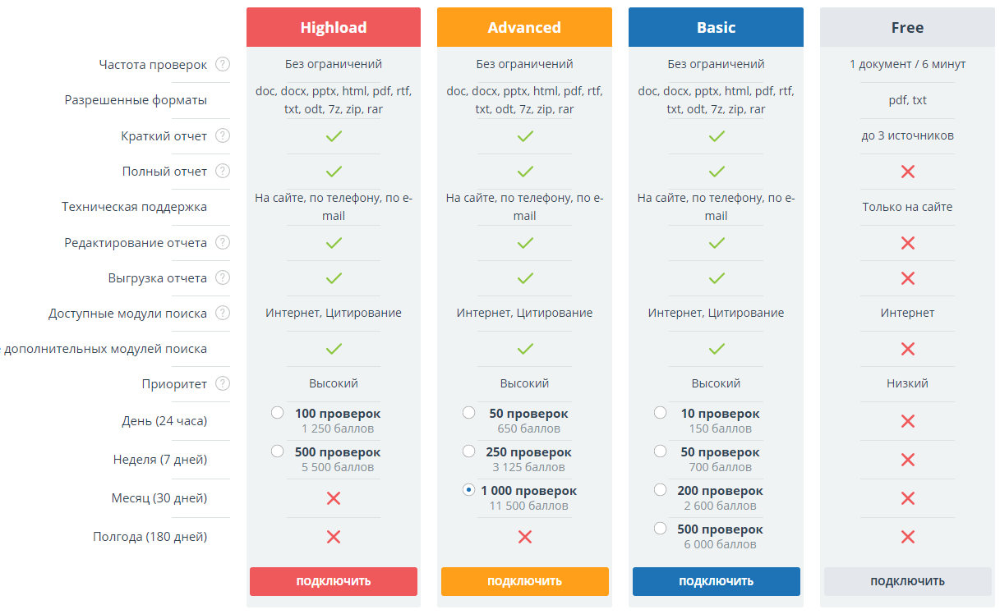 Highload
Advanced
Basic
Free
Частота проверок ?
Без ограничений
Без ограничений
Без ограничений
1 документ / 6 минут
Разрешенные форматы
doc, docx, pptx, html, pdf, rtf,
txt, odt, 7z, zip, rar
doc, docx, pptx, html, pdf, rtf,
txt, odt, 7z, zip, rar
doc, docx, pptx, html, pdf, rtf,
txt, odt, 7z, zip, rar
pdf, txt
Краткий отчет ?
до 3 источников
Полный отчет ?
Техническая поддержка
На сайте, по телефону, по e-
mail
На сайте, по телефону, по e-
mail
На сайте, по телефону, по e-
mail
Только на сайте
Редактирование отчета ?
Выгрузка отчета ?
Доступные модули поиска ?
Интернет, Цитирование
Интернет, Цитирование
Интернет, Цитирование
Интернет
дополнительных модулей поиска
Приоритет ?
Высокий
Высокий
Высокий
Низкий
День (24 часа)
100 проверок
1 250 баллов
50 проверок
650 баллов
10 проверок
150 баллов
Неделя (7 дней)
500 проверок
5 500 баллов
250 проверок
3 125 баллов
50 проверок
700 баллов
Месяц (30 дней)
1 000 проверок
11 500 баллов
200 проверок
2 600 баллов
Полгода (180 дней)
500 проверок
6 000 баллов
ПОДКЛЮЧИТЬ
ПОДКЛЮЧИТЬ
ПОДКЛЮЧИТЬ
ПОДКЛЮЧИТЬ